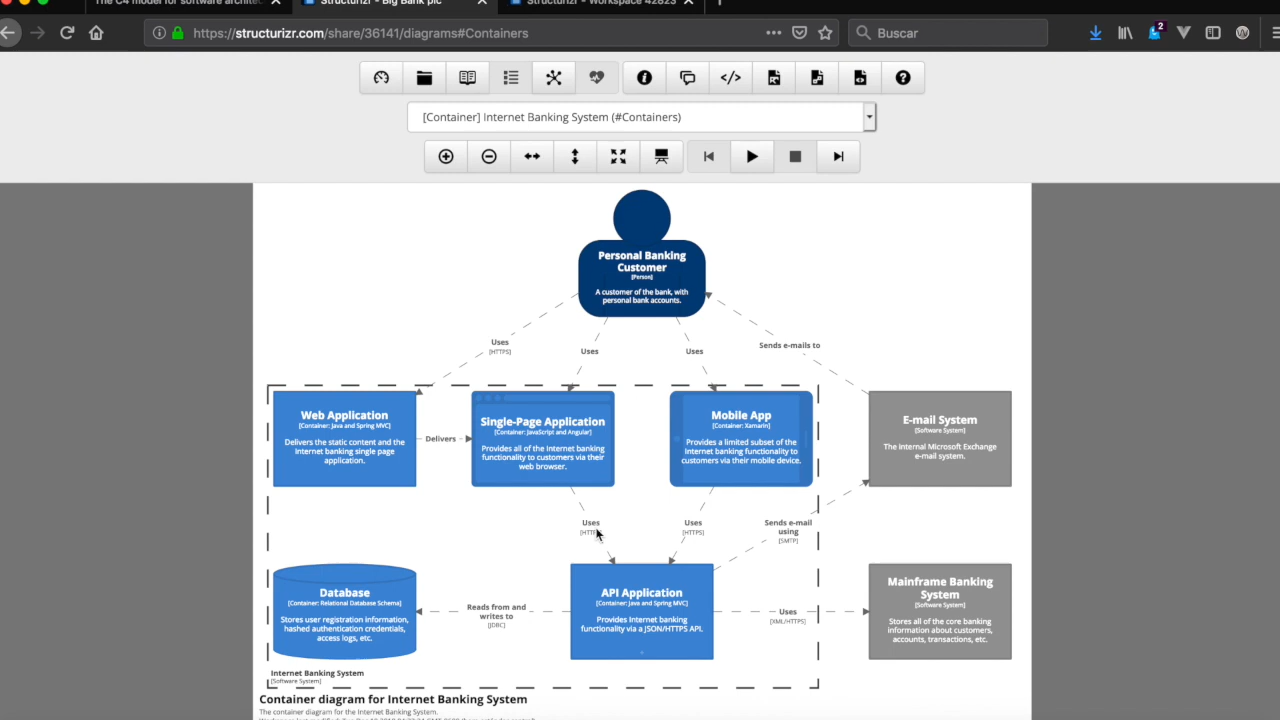 The C4 model for software architec
Structurizr - Big Bank plc
Structurizr - Workspace 42823
https://structurizr.com/share/36141/diagrams#Containers
Buscar
2
[Container] Internet Banking System (#Containers)
Personal Banking
Customer
[Person]
A customer of the bank, with
personal bank accounts.
Uses
[HTTPS]
Uses
Uses
Sends e-mails to
Web Application
[Container: Java and Spring MVC]
Delivers the static content and the
Internet banking single page
application.
Delivers
Single-Page Application
[Container: JavaScript and Angular]
Provides all of the Internet banking
functionality to customers via their
web browser.
Mobile App
[Container: Xamarin]
Provides a limited subset of the
Internet banking functionality to
customers via their mobile device.
E-mail System
[Software System]
The internal Microsoft Exchange
e-mail system.
Uses
Uses
[HTTPS]
Sends e-mail
using
[SMTP]
Database
[Container: Relational Database Schema]
Stores user registration information,
hashed authentication credentials,
access logs, etc.
Reads from and
writes to
[JDBC]
API Application
[Container: Java and Spring MVC]
Provides Internet banking
functionality via a JSON/HTTPS API.
Uses
[XML/HTTPS]
Mainframe Banking
System
[Software System]
Stores all of the core banking
information about customers,
accounts, transactions, etc.
Internet Banking System
[Software System]
Container diagram for Internet Banking System
The container diagram for the Internet Banking System.